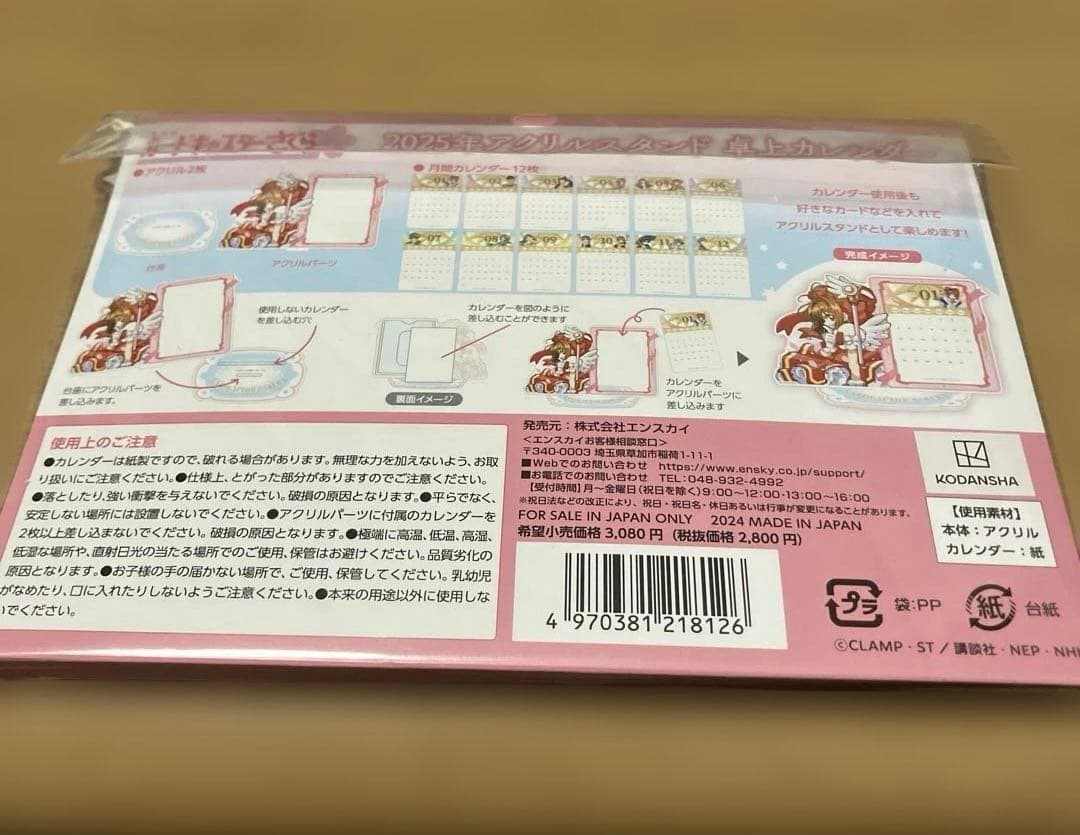 カードキャプターさくら
2025年アクリルスタンド 卓上カレンダー
●アクリル2枚
台座
アクリルパーツ
●月間カレンダー12枚
01 02 03 04 05 06
07 08 09 10 11 12
カレンダー使用後も
好きなカードなどを入れて
アクリルスタンドとして楽しめます!
完成イメージ
01
使用しないカレンダー
を差し込む穴
台座にアクリルパーツを
差し込みます。
カレンダーを図のように
差し込むことができます
裏面イメージ
01
カレンダーを
アクリルパーツに
差し込みます
使用上のご注意
●カレンダーは紙製ですので、破れる場合があります。無理な力を加えないよう、お取
り扱いにご注意ください。●仕様上、とがった部分がありますのでご注意ください。
●落としたり、強い衝撃を与えないでください。破損の原因となります。●平らでなく、
安定しない場所には設置しないでください。●アクリルパーツに付属のカレンダーを
2枚以上差し込まないでください。破損の原因となります。●極端に高温、低温、高湿、
低湿な場所や、直射日光の当たる場所でのご使用、保管はお避けください。品質劣化の
原因となります。●お子様の手の届かない場所で、ご使用、保管してください。乳幼児
がなめたり、口に入れたりしないようご注意ください。●本来の用途以外に使用しな
いでください。
発売元:株式会社エンスカイ
<エンスカイお客様相談窓口>
〒340-0003 埼玉県草加市稲荷1-11-1
■Webでのお問い合わせ https://www.ensky.co.jp/support/
■お電話でのお問い合わせ TEL:048-932-4992
【受付時間】月~金曜日(祝日を除く)9:00~12:00・13:00~16:00
※祝日法などの改正により、祝日・祝日名・休日あるいは行事が変更になることがあります。
FOR SALE IN JAPAN ONLY 2024 MADE IN JAPAN
希望小売価格 3,080円 (税抜価格 2,800円)
4 970381 218126
KODANSHA
【使用素材】
本体:アクリル
カレンダー:紙
プラ 袋:PP 紙 台紙
©CLAMP・ST / 講談社・NEP・NH